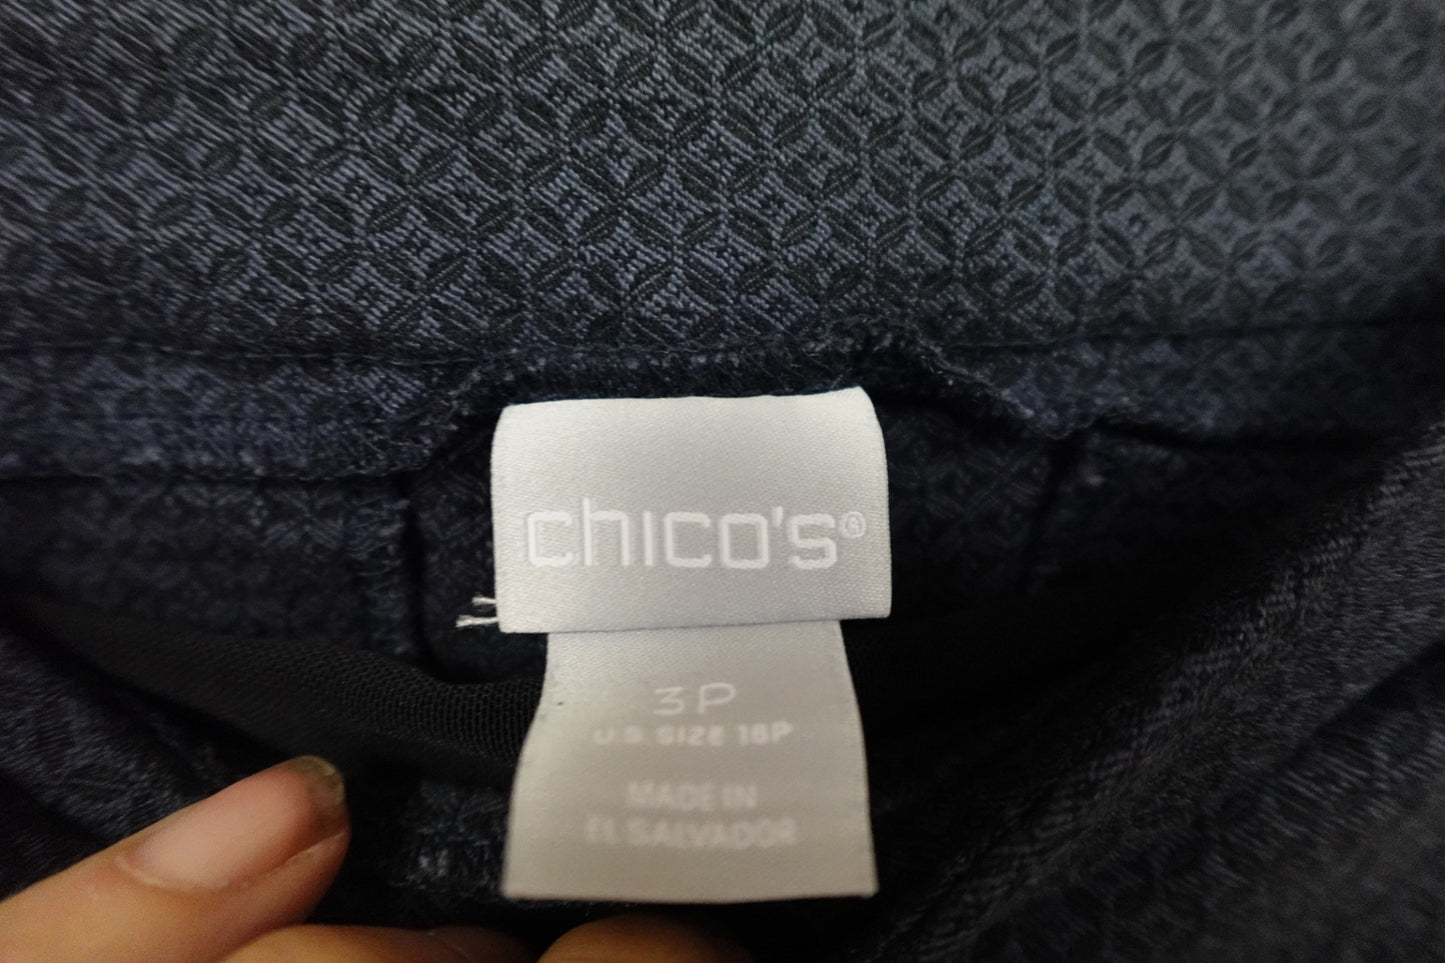 chico's®
3P
U.S. SIZE 16P
MADE IN
EL SALVADOR